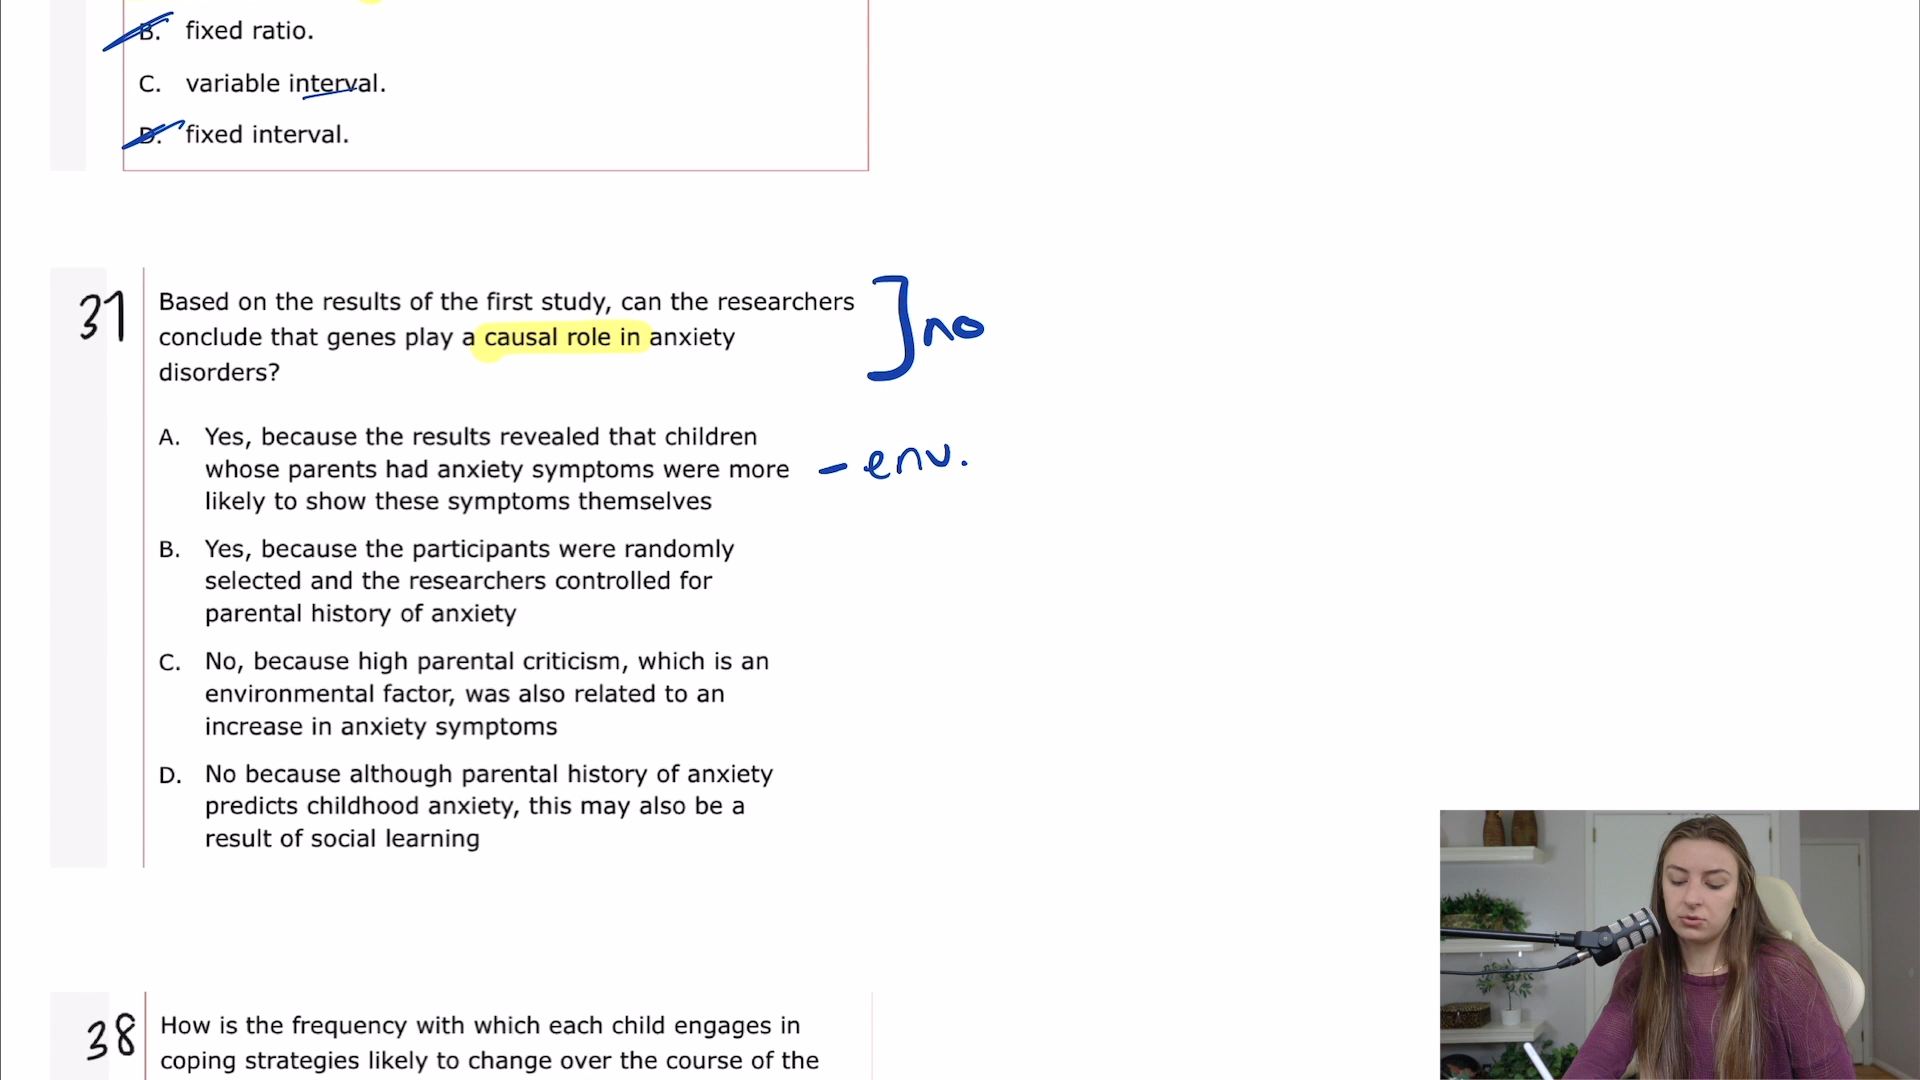 B. fixed ratio.
C. variable interval.
D. fixed interval.
37
Based on the results of the first study, can the researchers
conclude that genes play a causal role in anxiety
disorders?
no
A. Yes, because the results revealed that children
whose parents had anxiety symptoms were more
likely to show these symptoms themselves
- env.
B. Yes, because the participants were randomly
selected and the researchers controlled for
parental history of anxiety
C. No, because high parental criticism, which is an
environmental factor, was also related to an
increase in anxiety symptoms
D. No because although parental history of anxiety
predicts childhood anxiety, this may also be a
result of social learning
38
How is the frequency with which each child engages in
coping strategies likely to change over the course of the